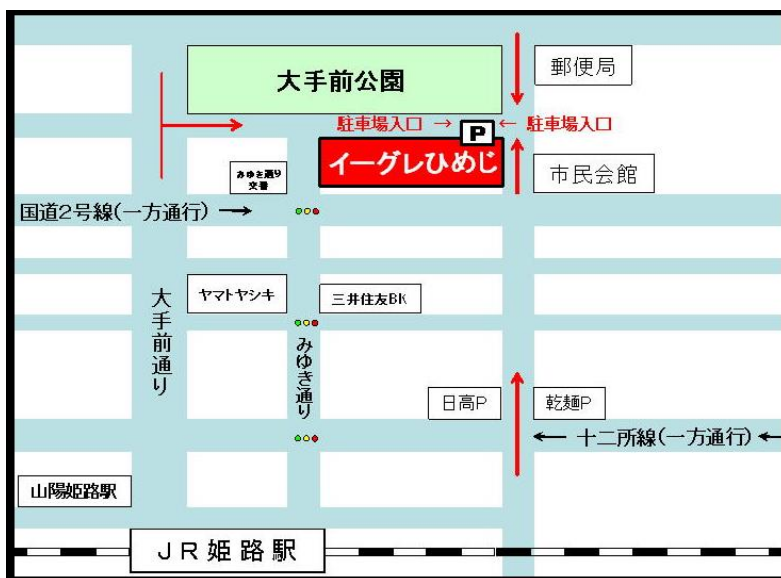 大手前公園
郵便局
駐車場入口 →
P
← 駐車場入口
イーグレひめじ
みゆき通り
交番
市民会館
国道2号線(一方通行) →
ヤマトヤシキ
三井住友BK
大手前通り
みゆき通り
日高P
乾麺P
← 十二所線(一方通行) ←
山陽姫路駅
JR姫路駅